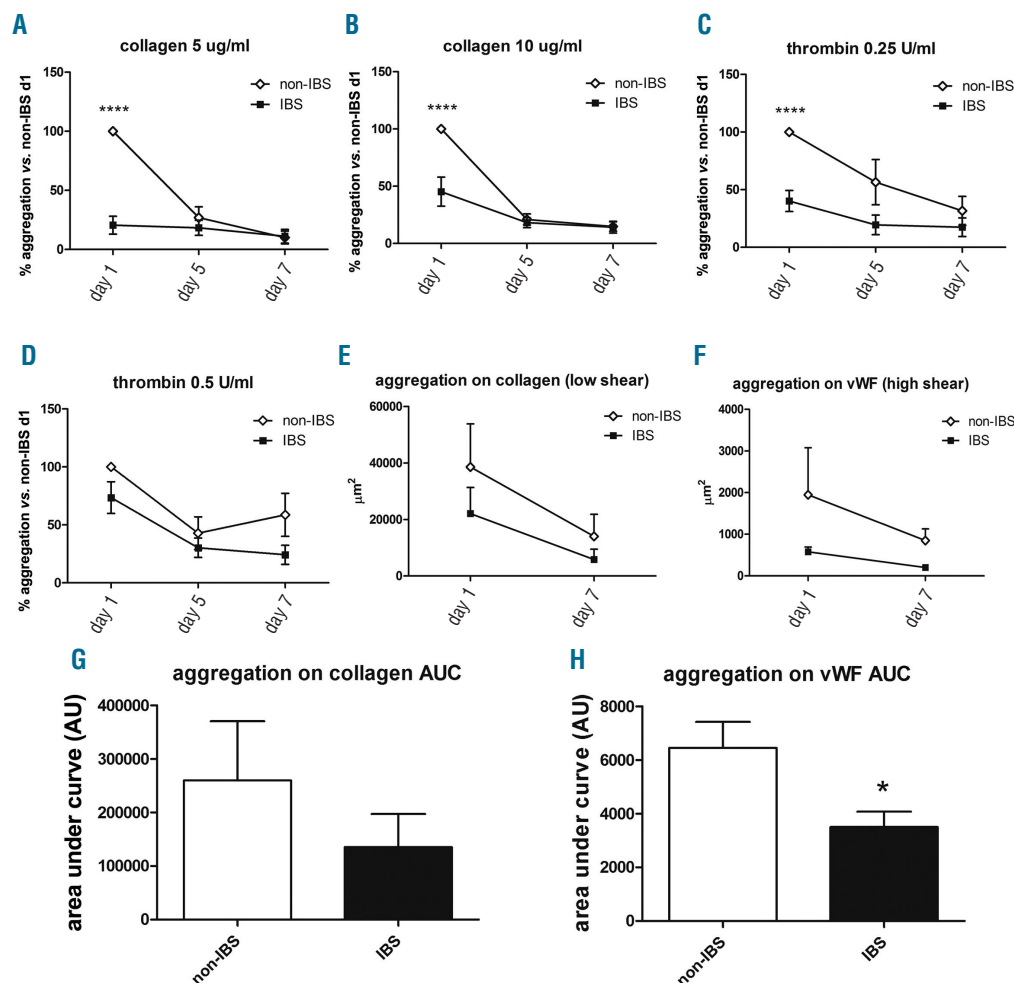 A
collagen 5 ug/ml
% aggregation vs. non-IBS d1
150
100
50
0
****
non-IBS
IBS
day 1
day 5
day 7
B
collagen 10 ug/ml
% aggregation vs. non-IBS d1
150
100
50
0
****
non-IBS
IBS
day 1
day 5
day 7
C
thrombin 0.25 U/ml
% aggregation vs. non-IBS d1
150
100
50
0
****
non-IBS
IBS
day 1
day 5
day 7
D
thrombin 0.5 U/ml
% aggregation vs. non-IBS d1
150
100
50
0
non-IBS
IBS
day 1
day 5
day 7
E
aggregation on collagen (low shear)
μm²
60000
40000
20000
0
non-IBS
IBS
day 1
day 7
F
aggregation on vWF (high shear)
μm²
4000
3000
2000
1000
0
non-IBS
IBS
day 1
day 7
G
aggregation on collagen AUC
area under curve (AU)
400000
300000
200000
100000
0
non-IBS
IBS
H
aggregation on vWF AUC
area under curve (AU)
8000
6000
4000
2000
0
*
non-IBS
IBS